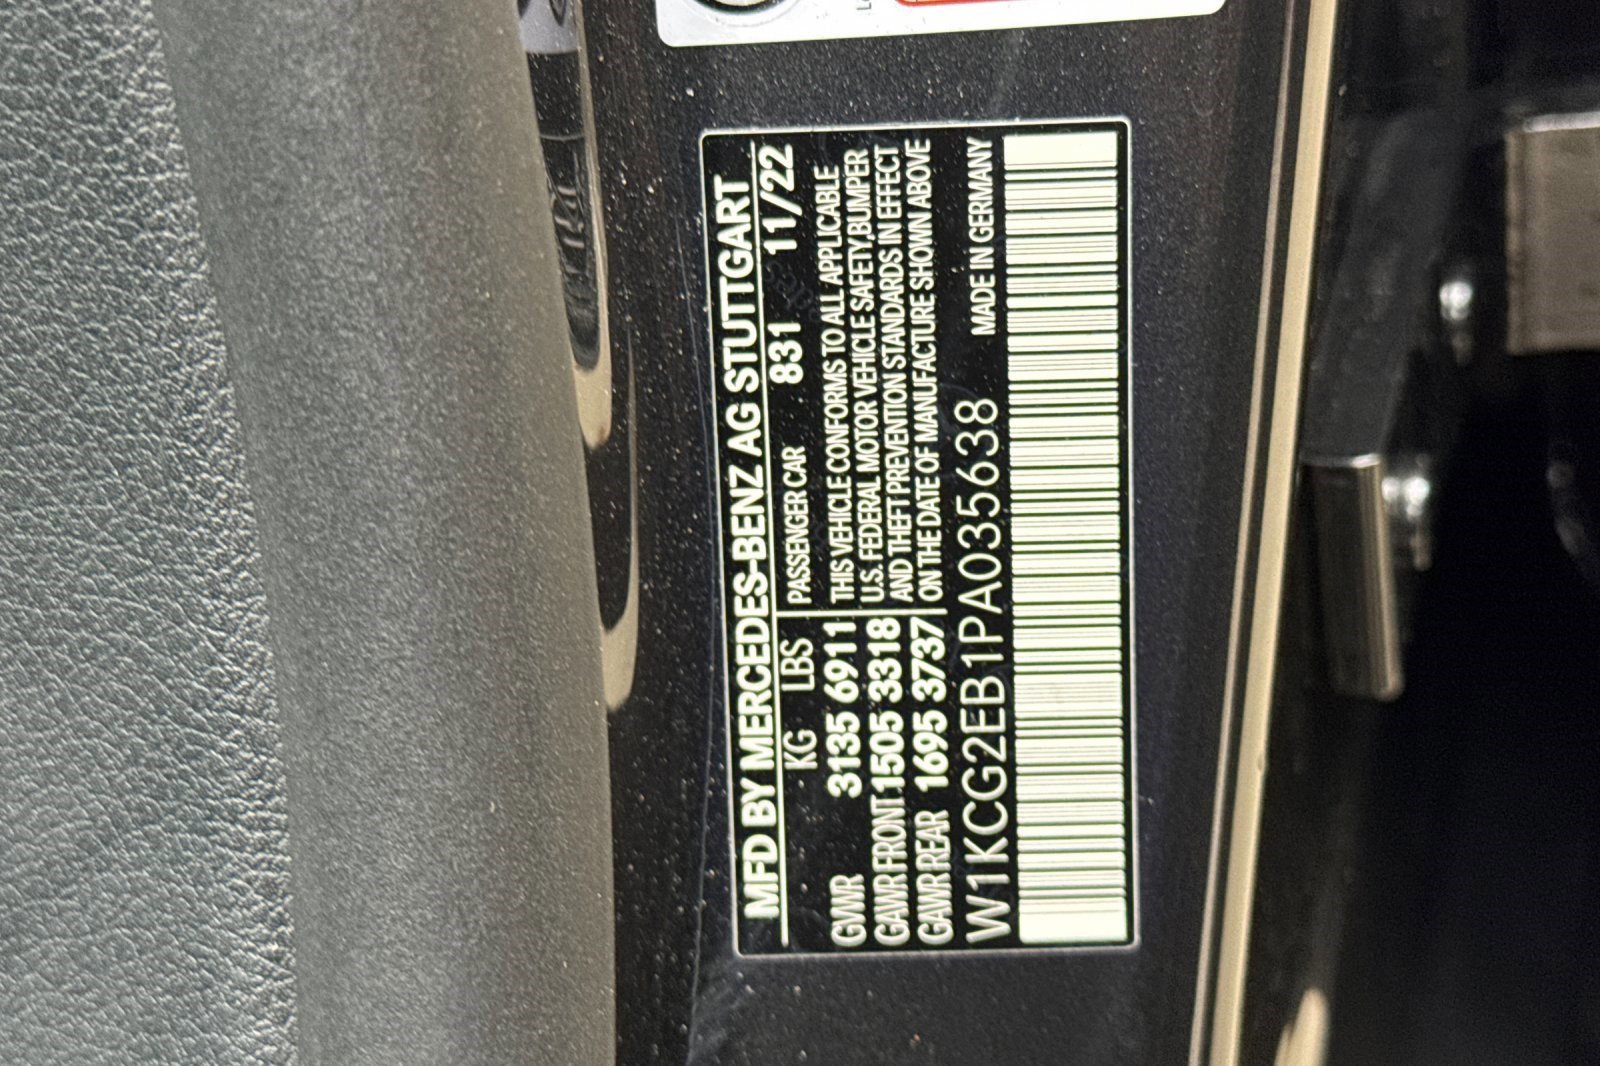 MFD BY MERCEDES-BENZ AG STUTTGART
KG LBS PASSENGER CAR 831 11/22
GVWR 3135 6911 THIS VEHICLE CONFORMS TO ALL APPLICABLE
U.S. FEDERAL MOTOR VEHICLE SAFETY,BUMPER
GAWR FRONT 1505 3318 AND THEFT PREVENTION STANDARDS IN EFFECT
GAWR REAR 1695 3737 ON THE DATE OF MANUFACTURE SHOWN ABOVE
W1KCG2EB1PA035638 MADE IN GERMANY